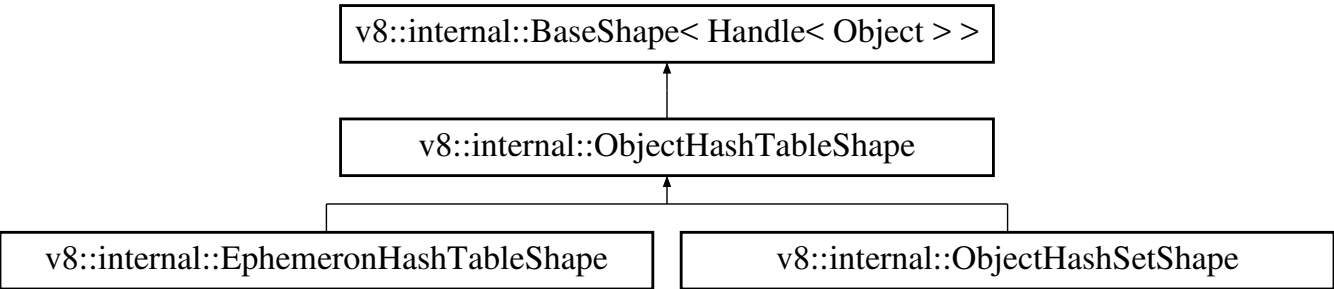 v8::internal::BaseShape< Handle< Object > >
v8::internal::ObjectHashTableShape
v8::internal::EphemeronHashTableShape
v8::internal::ObjectHashSetShape